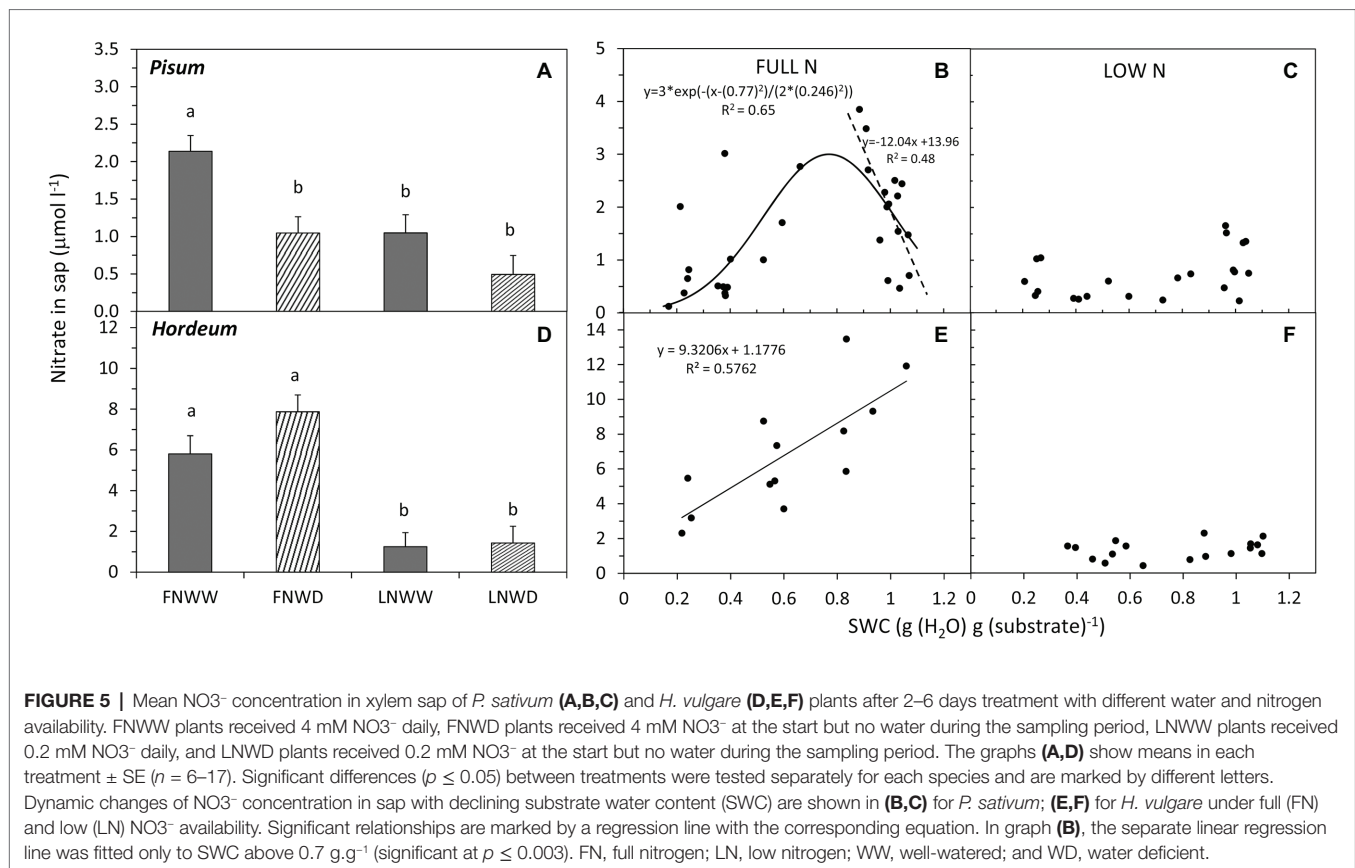 Nitrate in sap (µmol l-1)
Pisum
A
3.5
3.0
2.5
2.0
1.5
1.0
0.5
0.0
a
b
b
b
Hordeum
D
12
10
8
6
4
2
0
a
a
b
b
FNWW FNWD LNWW LNWD
FULL N
B
y=3*exp(-(x-(0.77)2)/(2*(0.246)2))
R2 = 0.65
y=-12.04x +13.96
R2 = 0.48
5
4
3
2
1
0
LOW N
C
E
y = 9.3206x + 1.1776
R2 = 0.5762
14
12
10
8
6
4
2
0
F
0 0.2 0.4 0.6 0.8 1 1.2
0 0.2 0.4 0.6 0.8 1 1.2
SWC (g (H2O) g (substrate)-1)
FIGURE 5 | Mean NO3− concentration in xylem sap of P. sativum (A,B,C) and H. vulgare (D,E,F) plants after 2–6 days treatment with different water and nitrogen
availability. FNWW plants received 4 mM NO3− daily, FNWD plants received 4 mM NO3− at the start but no water during the sampling period, LNWW plants received
0.2 mM NO3− daily, and LNWD plants received 0.2 mM NO3− at the start but no water during the sampling period. The graphs (A,D) show means in each
treatment ± SE (n = 6–17). Significant differences (p ≤ 0.05) between treatments were tested separately for each species and are marked by different letters.
Dynamic changes of NO3− concentration in sap with declining substrate water content (SWC) are shown in (B,C) for P. sativum; (E,F) for H. vulgare under full (FN)
and low (LN) NO3− availability. Significant relationships are marked by a regression line with the corresponding equation. In graph (B), the separate linear regression
line was fitted only to SWC above 0.7 g.g−1 (significant at p ≤ 0.003). FN, full nitrogen; LN, low nitrogen; WW, well-watered; and WD, water deficient.